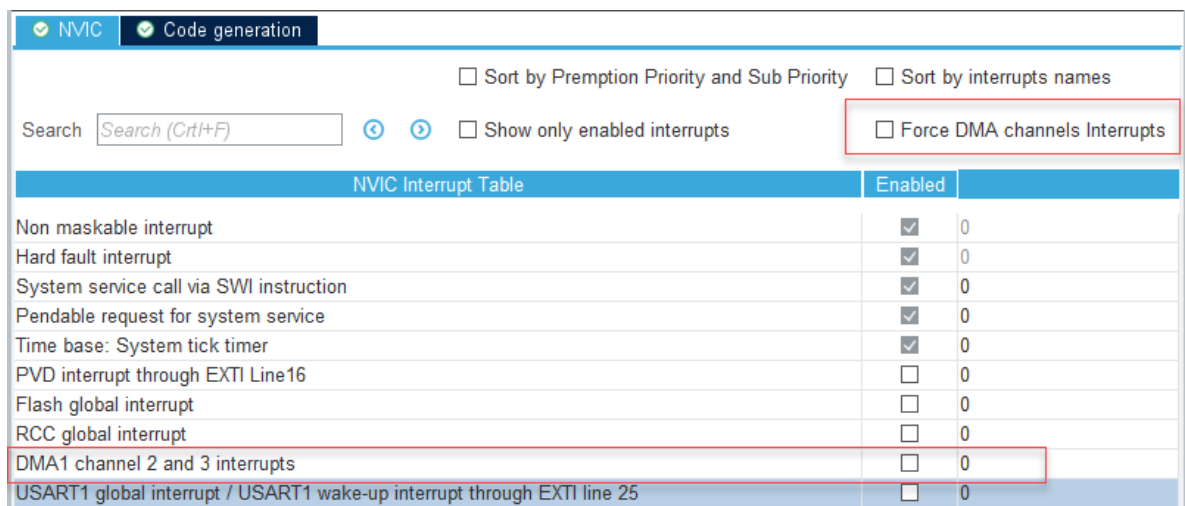 NVIC Code generation
Sort by Premption Priority and Sub Priority Sort by interrupts names
Search Search (Crtl+F) Show only enabled interrupts Force DMA channels Interrupts
NVIC Interrupt Table Enabled
Non maskable interrupt 0
Hard fault interrupt 0
System service call via SWI instruction 0
Pendable request for system service 0
Time base: System tick timer 0
PVD interrupt through EXTI Line16 0
Flash global interrupt 0
RCC global interrupt 0
DMA1 channel 2 and 3 interrupts 0
USART1 global interrupt / USART1 wake-up interrupt through EXTI line 25 0